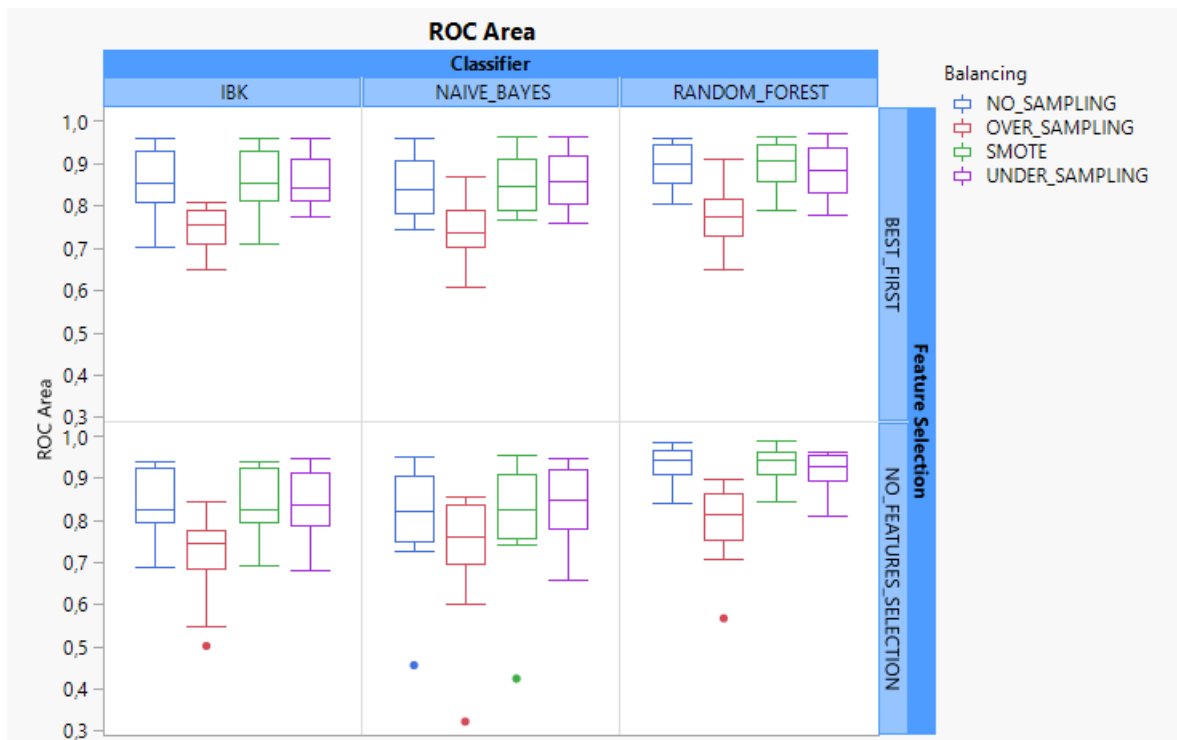 ROC Area
Classifier
IBK
NAIVE_BAYES
RANDOM_FOREST
Balancing
NO_SAMPLING
OVER_SAMPLING
SMOTE
UNDER_SAMPLING
ROC Area
1,0
0,9
0,8
0,7
0,6
0,5
0,4
0,3
1,0
0,9
0,8
0,7
0,6
0,5
0,4
0,3
BEST_FIRST
NO_FEATURES_SELECTION
Feature Selection